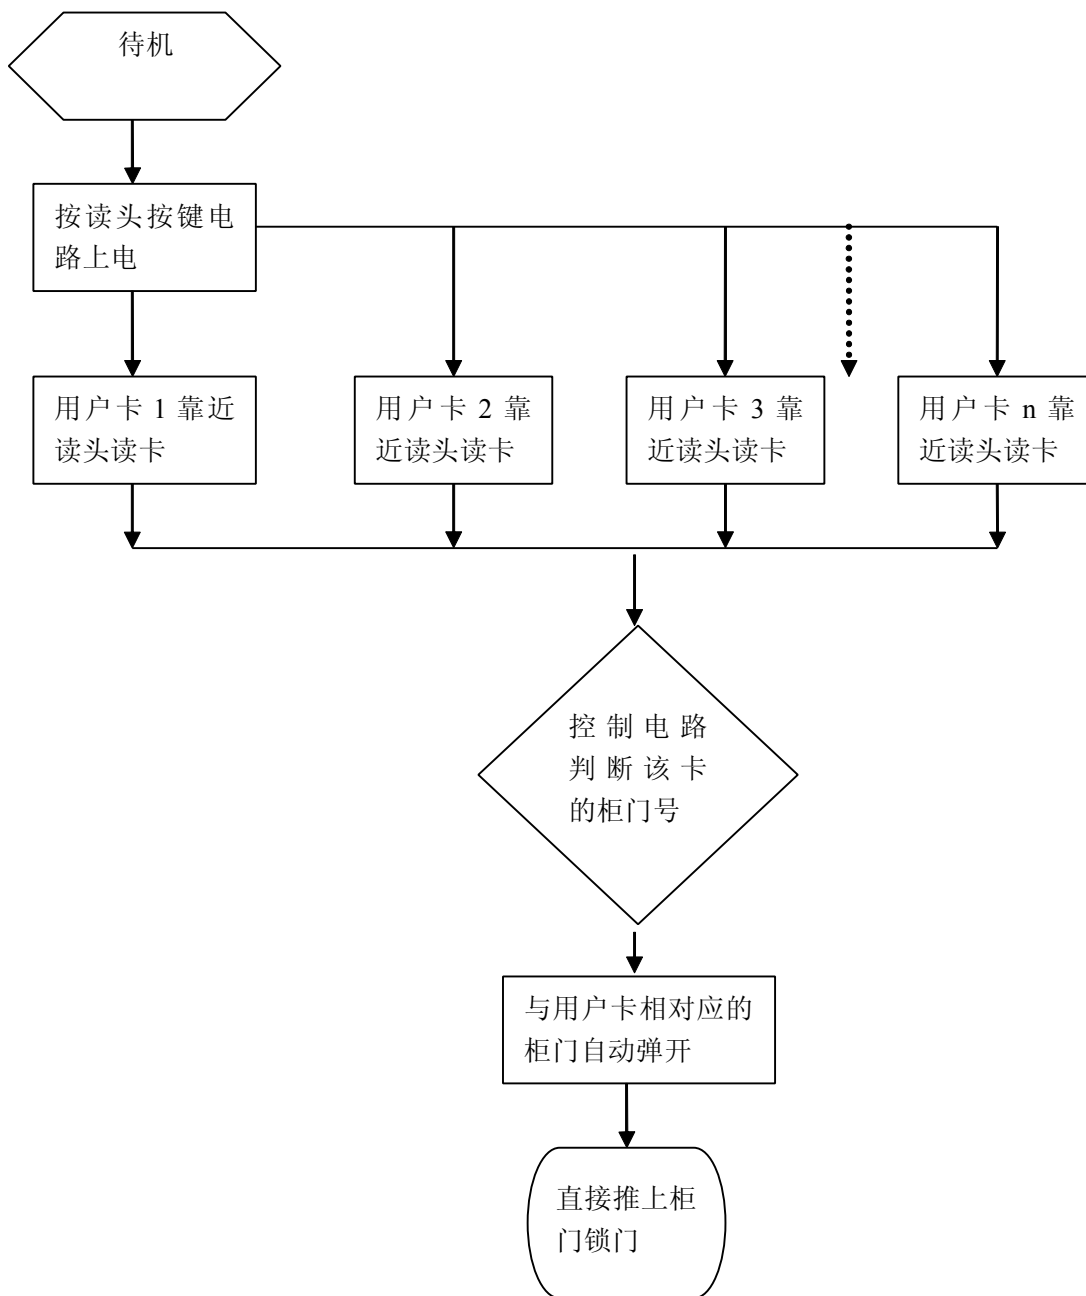 待机
按读头按键电
路上电
用户卡 1 靠近
读头读卡
用户卡 2 靠
近读头读卡
用户卡 3 靠
近读头读卡
用户卡 n 靠
近读头读卡
控制电路
判断该卡
的柜门号
与用户卡相对应的
柜门自动弹开
直接推上柜
门锁门